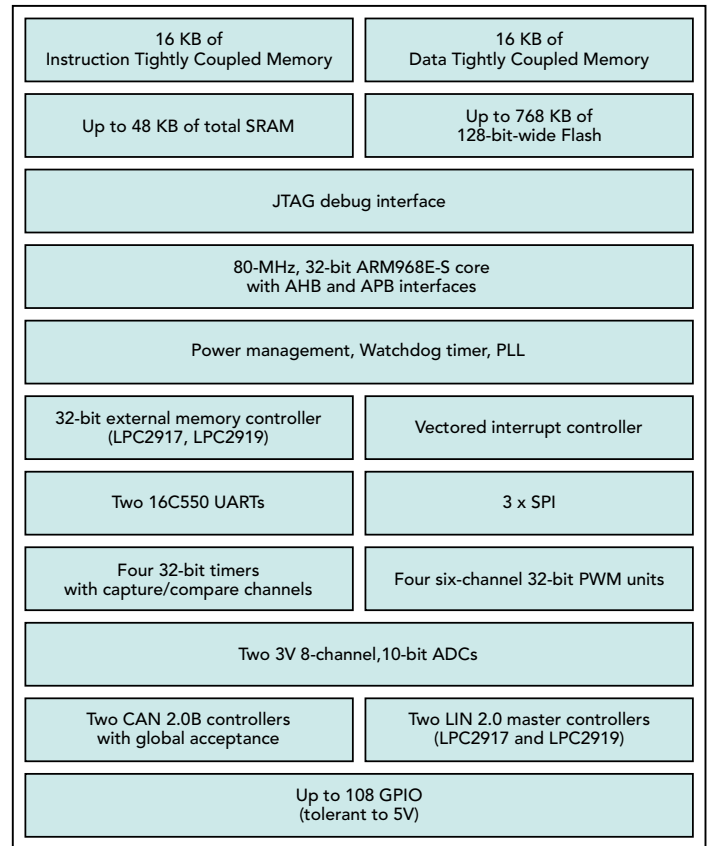 16 KB of
Instruction Tightly Coupled Memory
16 KB of
Data Tightly Coupled Memory
Up to 48 KB of total SRAM
Up to 768 KB of
128-bit-wide Flash
JTAG debug interface
80-MHz, 32-bit ARM968E-S core
with AHB and APB interfaces
Power management, Watchdog timer, PLL
32-bit external memory controller
(LPC2917, LPC2919)
Vectored interrupt controller
Two 16C550 UARTs
3 x SPI
Four 32-bit timers
with capture/compare channels
Four six-channel 32-bit PWM units
Two 3V 8-channel,10-bit ADCs
Two CAN 2.0B controllers
with global acceptance
Two LIN 2.0 master controllers
(LPC2917 and LPC2919)
Up to 108 GPIO
(tolerant to 5V)